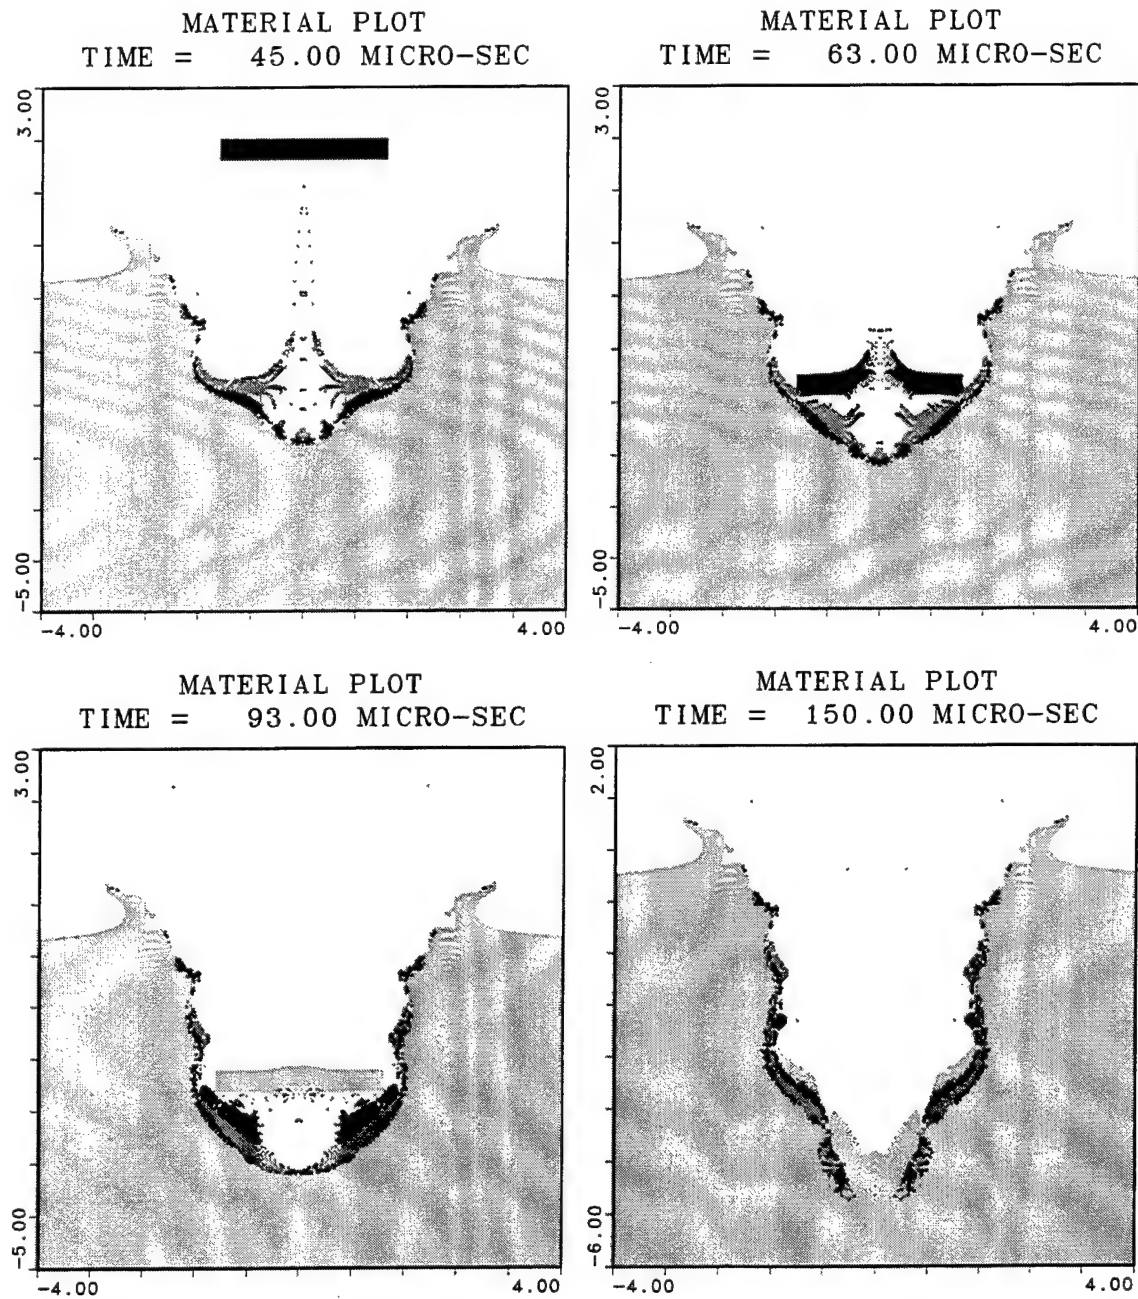 MATERIAL PLOT
TIME = 45.00 MICRO-SEC
3.00
-5.00
-4.00
4.00
MATERIAL PLOT
TIME = 63.00 MICRO-SEC
3.00
-5.00
-4.00
4.00
MATERIAL PLOT
TIME = 93.00 MICRO-SEC
3.00
-5.00
-4.00
4.00
MATERIAL PLOT
TIME = 150.00 MICRO-SEC
2.00
-6.00
-4.00
4.00